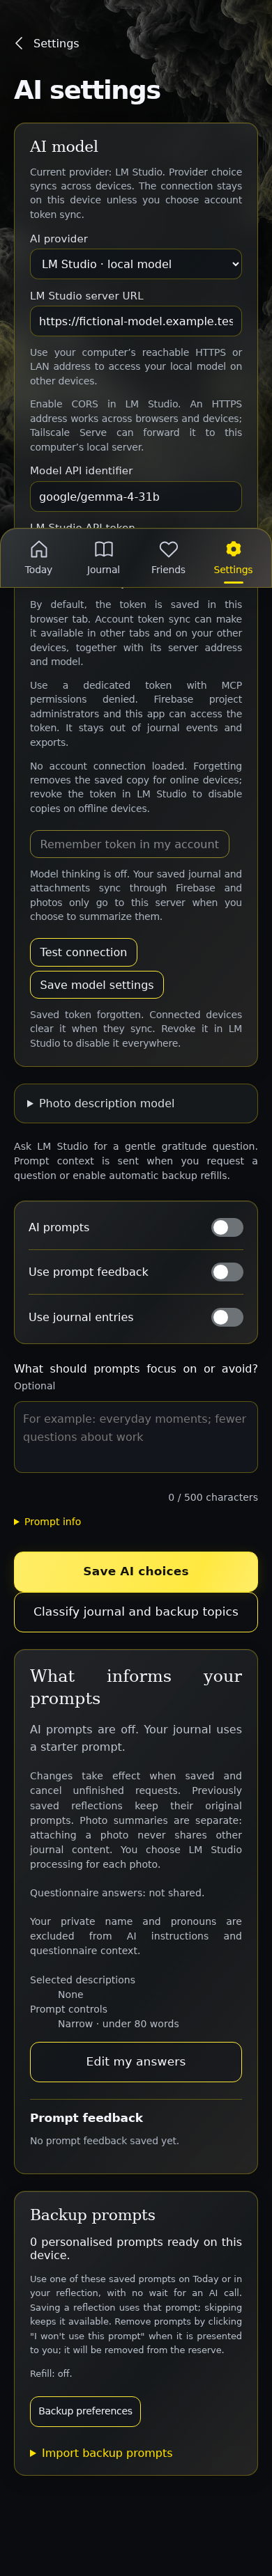 Settings
AI settings
AI model
Current provider: LM Studio. Provider choice
syncs across devices. The connection stays
on this device unless you choose account
token sync.
AI provider
LM Studio · local model
LM Studio server URL
https://fictional-model.example.tes
Use your computer's reachable HTTPS or
LAN address to access your local model on
other devices.
Enable CORS in LM Studio. An HTTPS
address works across browsers and devices;
Tailscale Serve can forward it to this
computer's local server.
Model API identifier
google/gemma-4-31b
LM Studio API token
Today
Journal
Friends
Settings
By default, the token is saved in this
browser tab. Account token sync can make
it available in other tabs and on your other
devices, together with its server address
and model.
Use a dedicated token with MCP
permissions denied. Firebase project
administrators and this app can access the
token. It stays out of journal events and
exports.
No account connection loaded. Forgetting
removes the saved copy for online devices;
revoke the token in LM Studio to disable
copies on offline devices.
Remember token in my account
Model thinking is off. Your saved journal and
attachments sync through Firebase and
photos only go to this server when you
choose to summarize them.
Test connection
Save model settings
Saved token forgotten. Connected devices
clear it when they sync. Revoke it in LM
Studio to disable it everywhere.
Photo description model
Ask LM Studio for a gentle gratitude question.
Prompt context is sent when you request a
question or enable automatic backup refills.
AI prompts
Use prompt feedback
Use journal entries
What should prompts focus on or avoid?
Optional
For example: everyday moments; fewer
questions about work
0 / 500 characters
Prompt info
Save AI choices
Classify journal and backup topics
What informs your
prompts
AI prompts are off. Your journal uses
a starter prompt.
Changes take effect when saved and
cancel unfinished requests. Previously
saved reflections keep their original
prompts. Photo summaries are separate:
attaching a photo never shares other
journal content. You choose LM Studio
processing for each photo.
Questionnaire answers: not shared.
Your private name and pronouns are
excluded from AI instructions and
questionnaire context.
Selected descriptions
None
Prompt controls
Narrow · under 80 words
Edit my answers
Prompt feedback
No prompt feedback saved yet.
Backup prompts
0 personalised prompts ready on this
device.
Use one of these saved prompts on Today or in
your reflection, with no wait for an AI call.
Saving a reflection uses that prompt; skipping
keeps it available. Remove prompts by clicking
"I won't use this prompt" when it is presented
to you; it will be removed from the reserve.
Refill: off.
Backup preferences
Import backup prompts